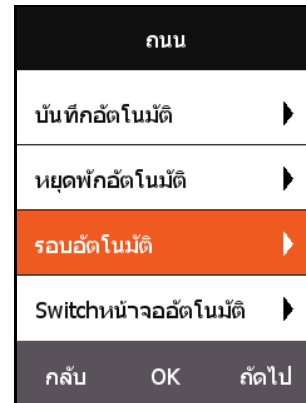 ถนน
บันทึกอัตโนมัติ
หยุดพักอัตโนมัติ
รอบอัตโนมัติ
Switchหน้าจออัตโนมัติ
กลับ OK ถัดไป